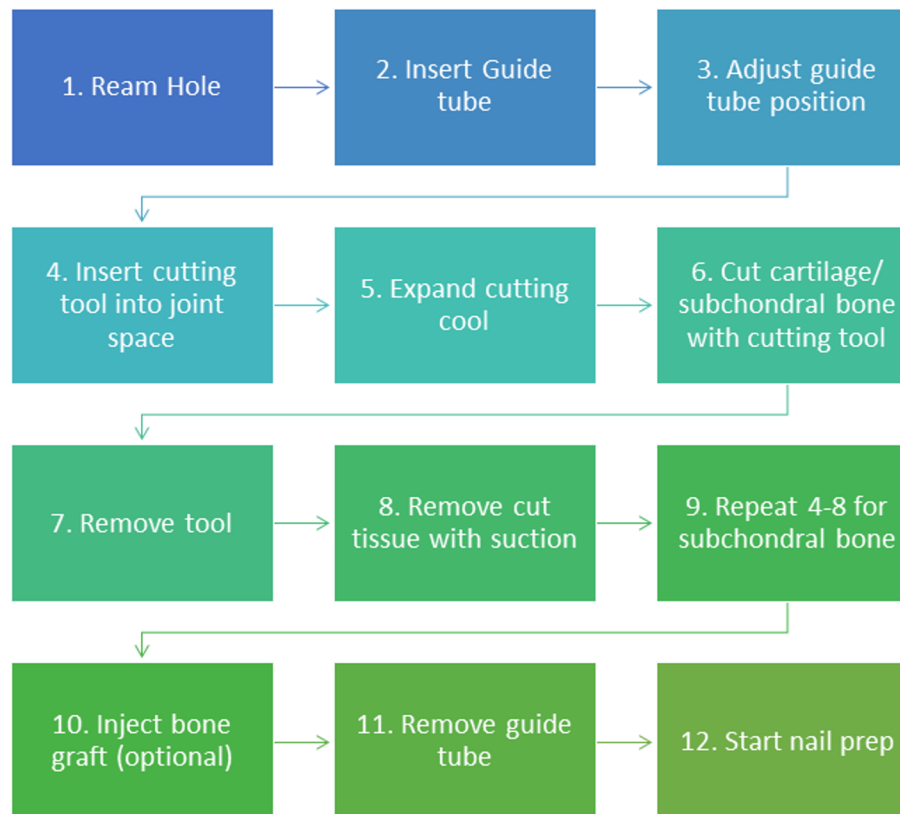 1. Ream Hole
2. Insert Guide
tube
3. Adjust guide
tube position
4. Insert cutting
tool into joint
space
5. Expand cutting
cool
6. Cut cartilage/
subchondral bone
with cutting tool
7. Remove tool
8. Remove cut
tissue with suction
9. Repeat 4-8 for
subchondral bone
10. Inject bone
graft (optional)
11. Remove guide
tube
12. Start nail prep